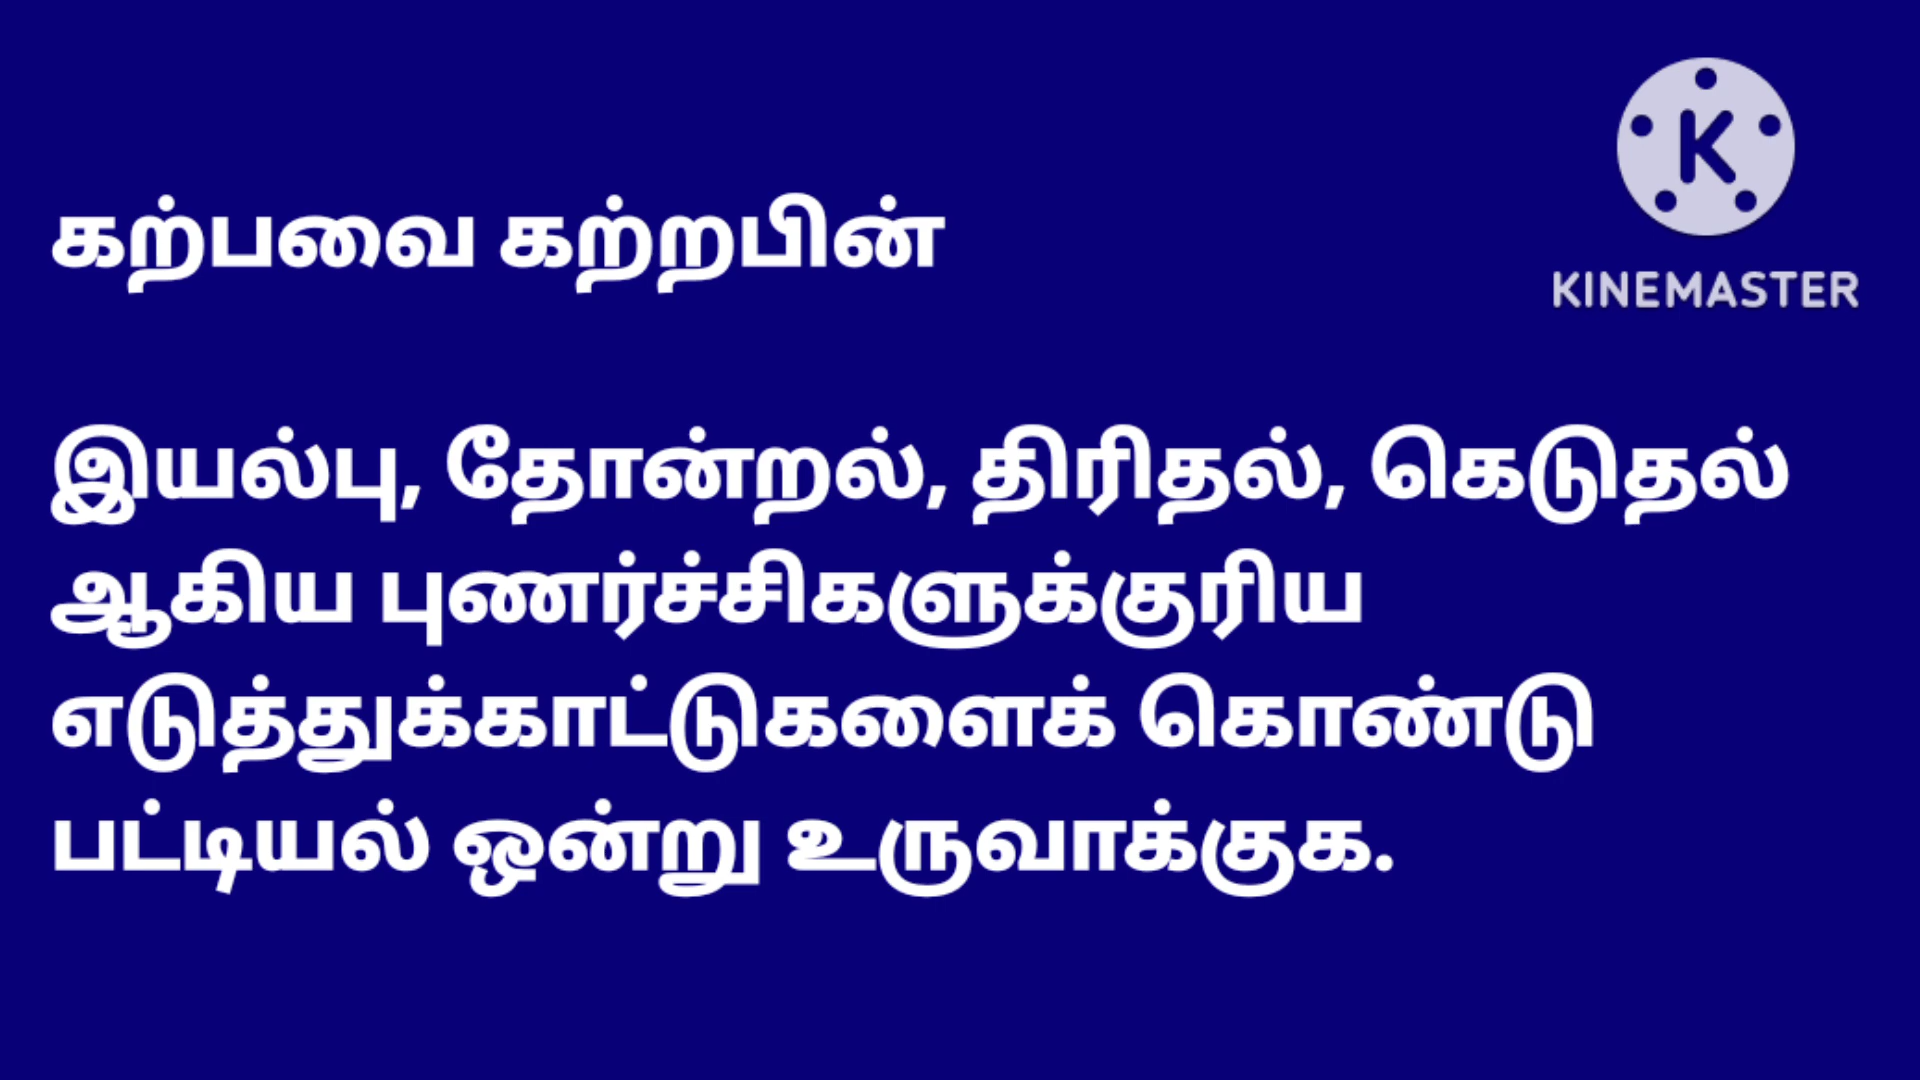 கற்பவை கற்றபின்
KINEMASTER
இயல்பு, தோன்றல், திரிதல், கெடுதல்
ஆகிய புணர்ச்சிகளுக்குரிய
எடுத்துக்காட்டுகளைக் கொண்டு
பட்டியல் ஒன்று உருவாக்குக.